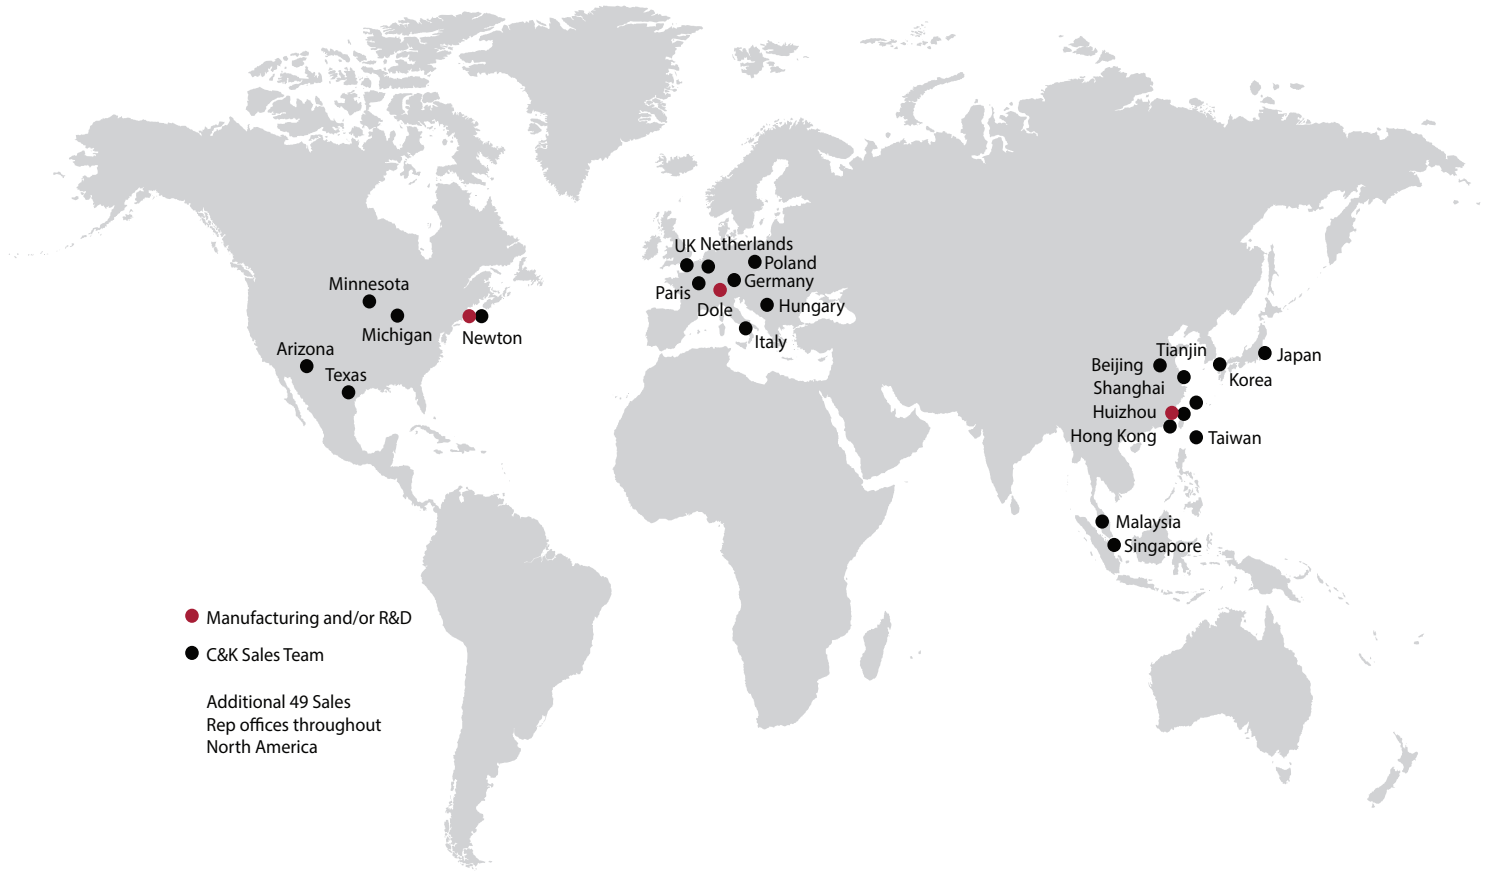 UK Netherlands
Poland
Germany
Paris
Dole
Hungary
Italy
Minnesota
Michigan
Newton
Arizona
Texas
Tianjin
Beijing
Japan
Korea
Shanghai
Huizhou
Hong Kong
Taiwan
Malaysia
Singapore
Manufacturing and/or R&D
C&K Sales Team
Additional 49 Sales
Rep offices throughout
North America